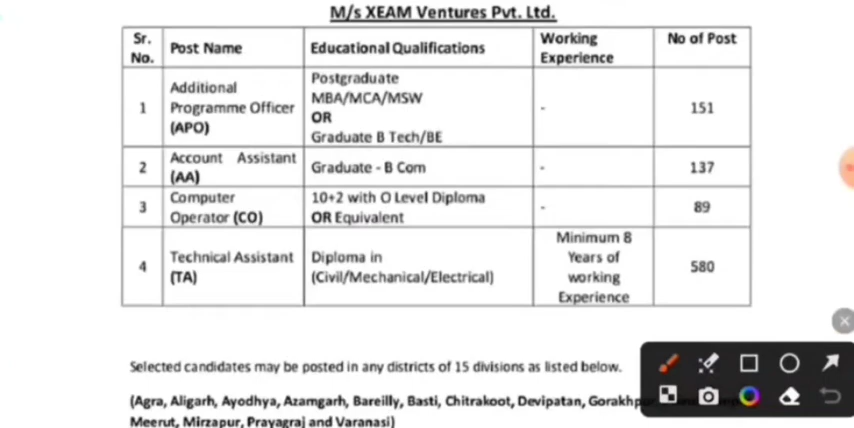 M/s XEAM Ventures Pvt. Ltd.
Sr. No. Post Name Educational Qualifications Working Experience No of Post
1 Additional Programme Officer (APO) Postgraduate MBA/MCA/MSW OR Graduate B Tech/BE - 151
2 Account Assistant (AA) Graduate - B Com - 137
3 Computer Operator (CO) 10+2 with O Level Diploma OR Equivalent - 89
4 Technical Assistant (TA) Diploma in (Civil/Mechanical/Electrical) Minimum 8 Years of working Experience 580
Selected candidates may be posted in any districts of 15 divisions as listed below.
(Agra, Aligarh, Ayodhya, Azamgarh, Bareilly, Basti, Chitrakoot, Devipatan,
Meerut, Mirzapur, Prayagraj and Varanasi)